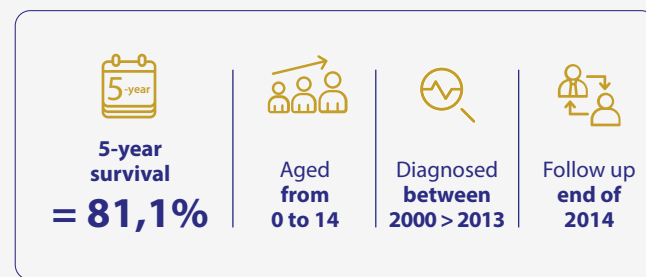 5-year
5-year
survival
= 81,1%
Aged
from
0 to 14
Diagnosed
between
2000 > 2013
Follow up
end of
2014